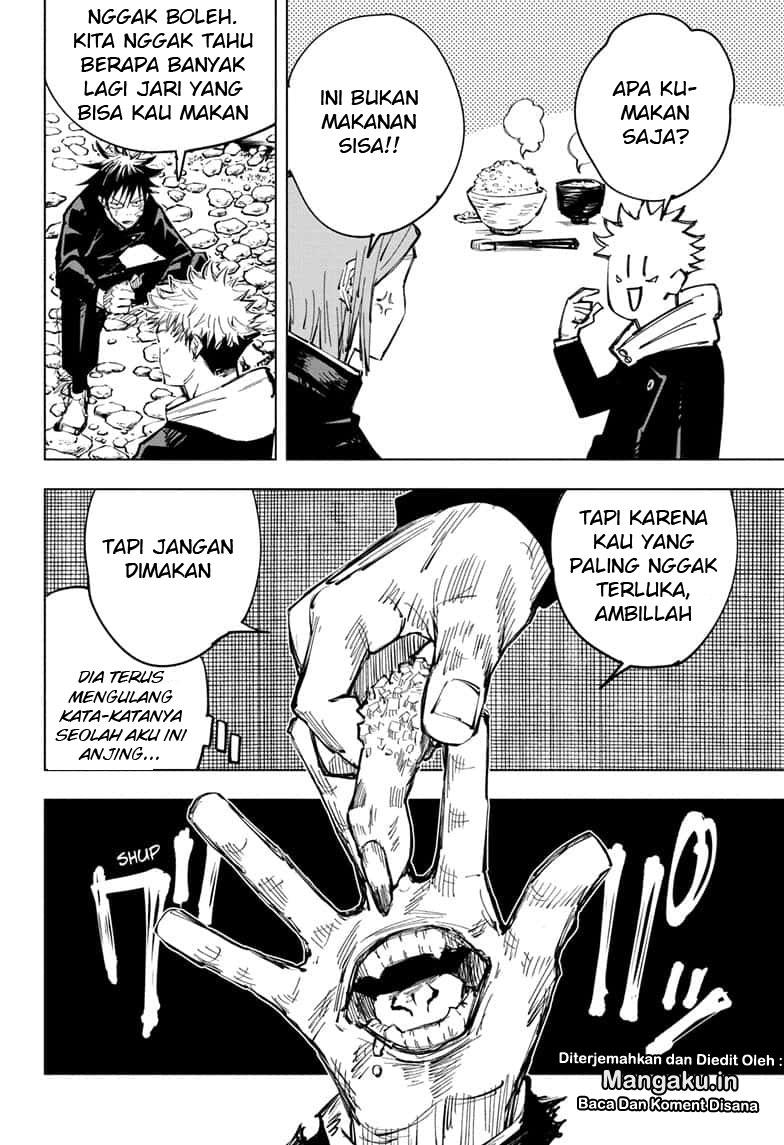 APA KU-
MAKAN
SAJA?
INI BUKAN
MAKANAN
SISA!!
NGGAK BOLEH.
KITA NGGAK TAHU
BERAPA BANYAK
LAGI JARI YANG
BISA KAU MAKAN
TAPI KARENA
KAU YANG
PALING NGGAK
TERLUKA,
AMBILLAH
TAPI JANGAN
DIMAKAN
DIA TERUS
MENGULANG
KATA-KATANYA
SEOLAH AKU INI
ANJING...
SHUP
Diterjemahkan dan Diedit Oleh :
Mangaku.in
Baca Dan Koment Disana